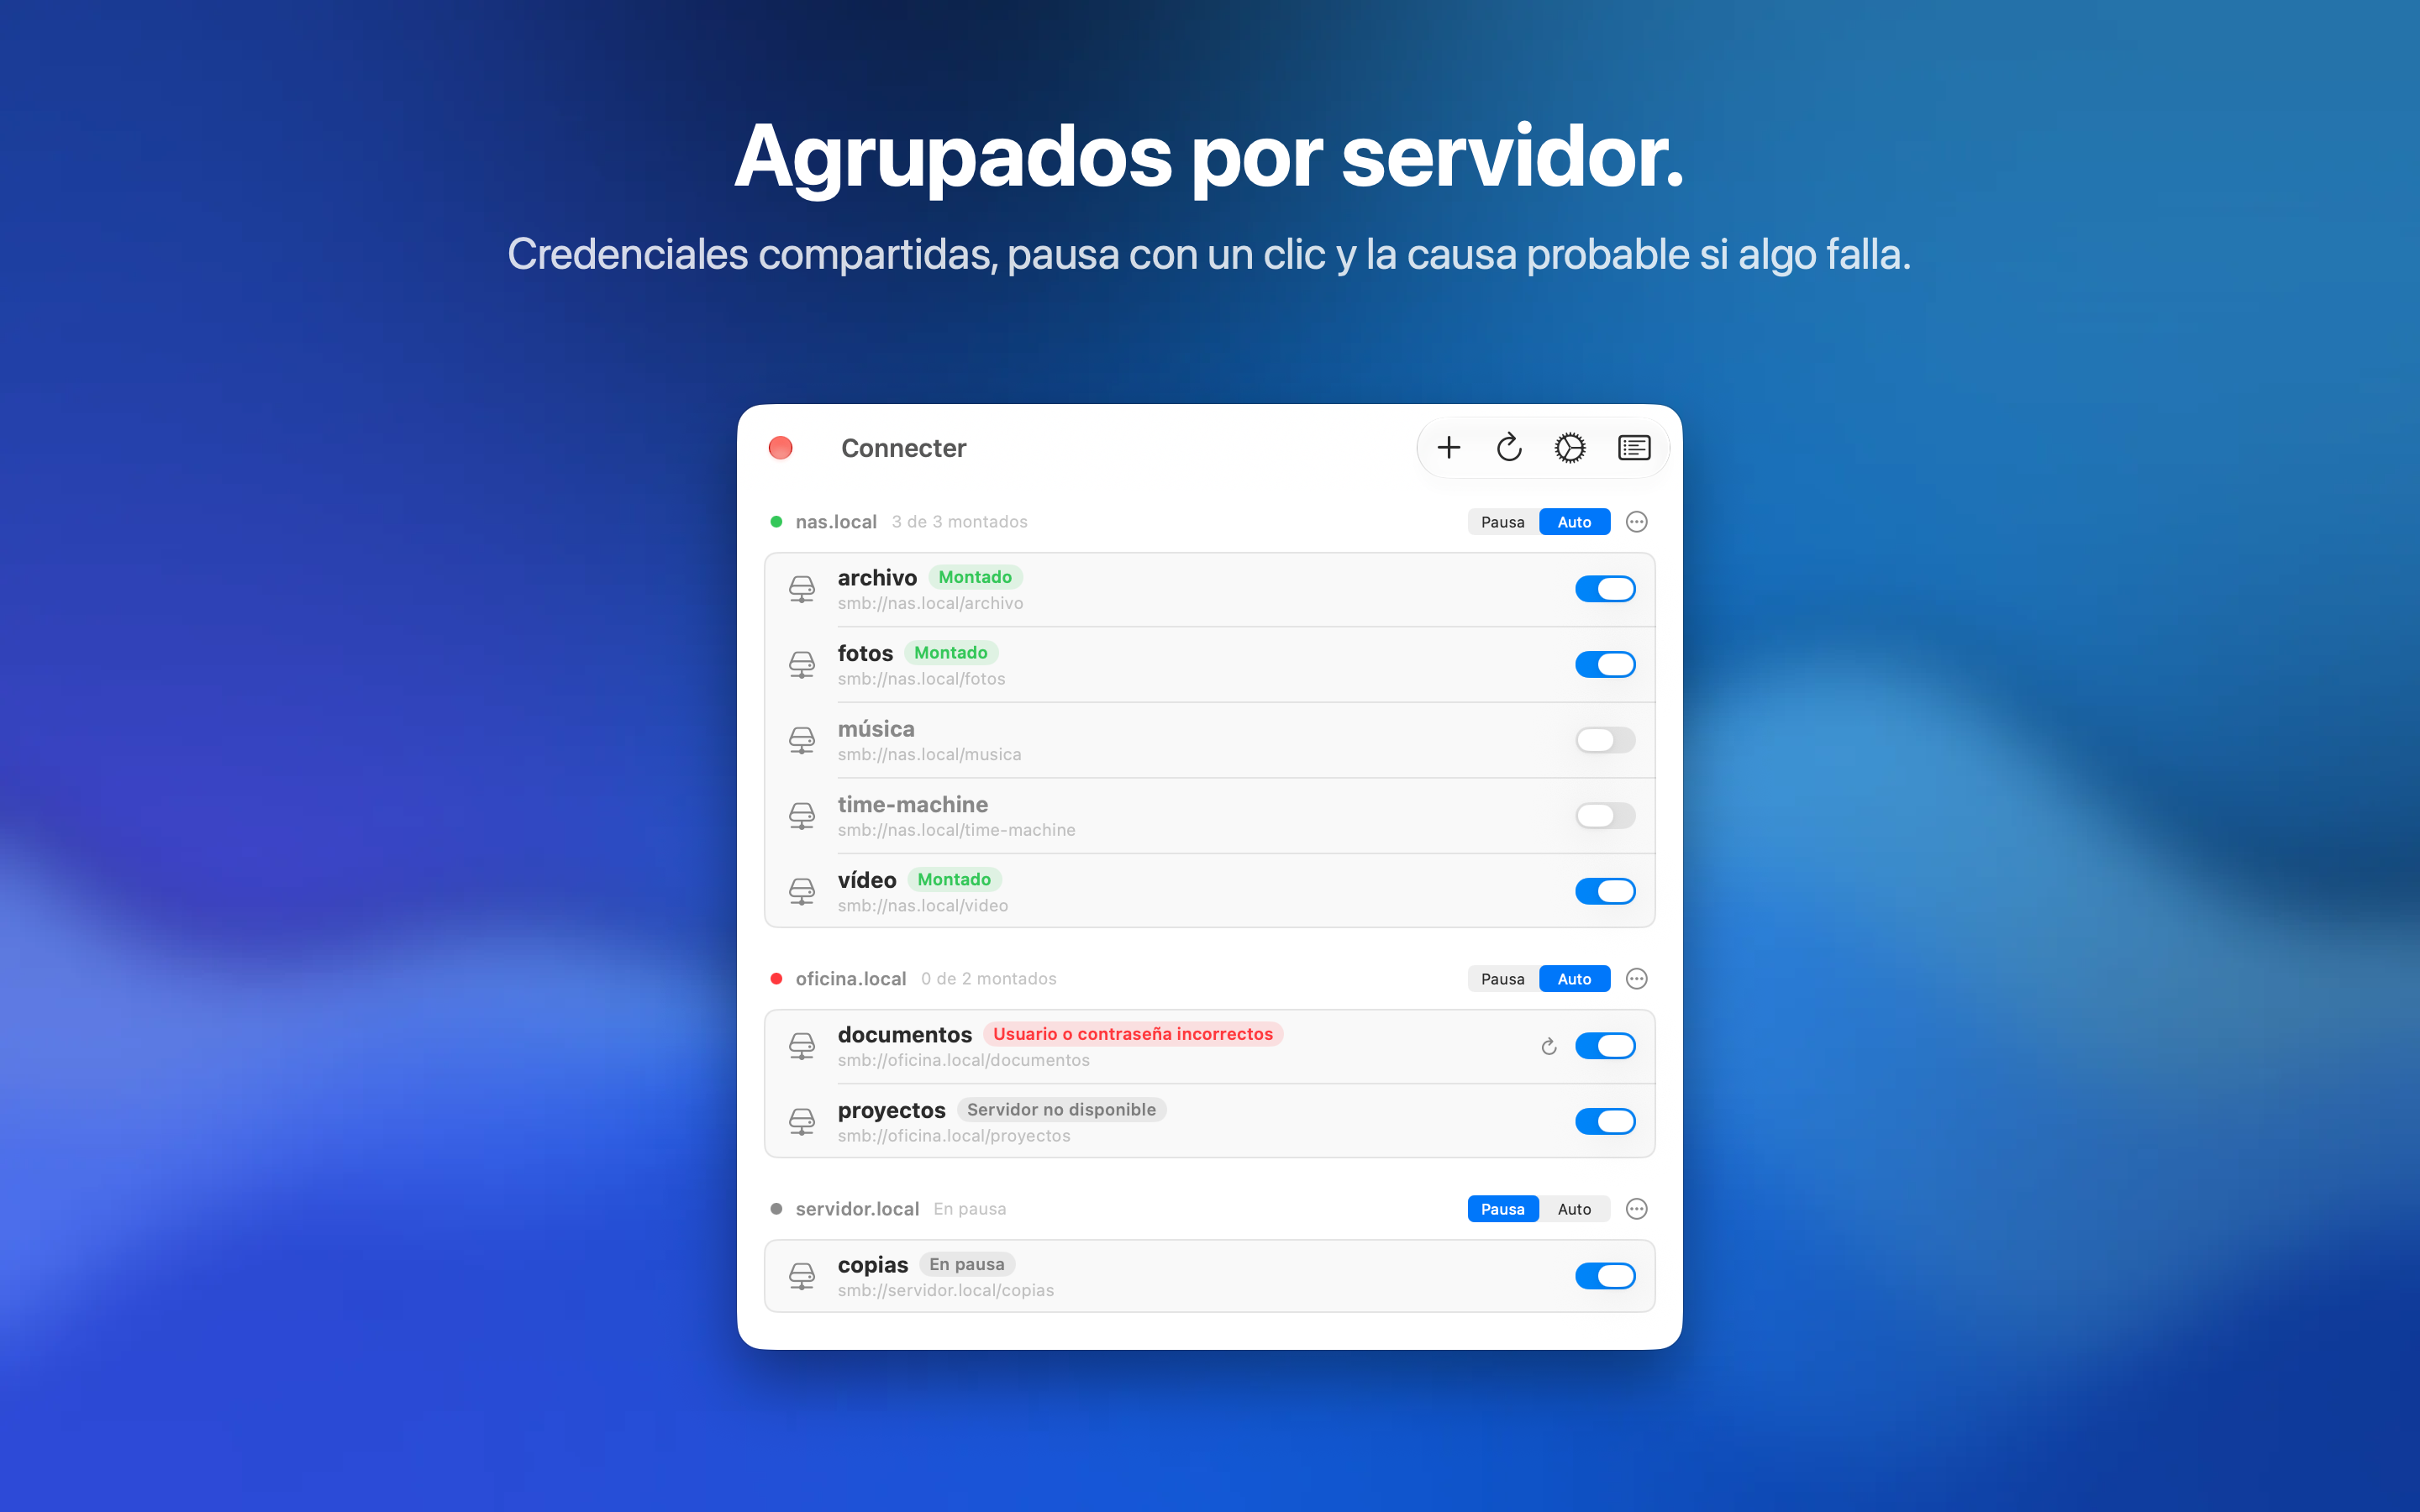 Agrupados por servidor.
Credenciales compartidas, pausa con un clic y la causa probable si algo falla.
Connecter
nas.local 3 de 3 montados Pausa Auto
archivo Montado
smb://nas.local/archivo
fotos Montado
smb://nas.local/fotos
música
smb://nas.local/musica
time-machine
smb://nas.local/time-machine
vídeo Montado
smb://nas.local/video
oficina.local 0 de 2 montados Pausa Auto
documentos Usuario o contraseña incorrectos
smb://oficina.local/documentos
proyectos Servidor no disponible
smb://oficina.local/proyectos
servidor.local En pausa Pausa Auto
copias En pausa
smb://servidor.local/copias